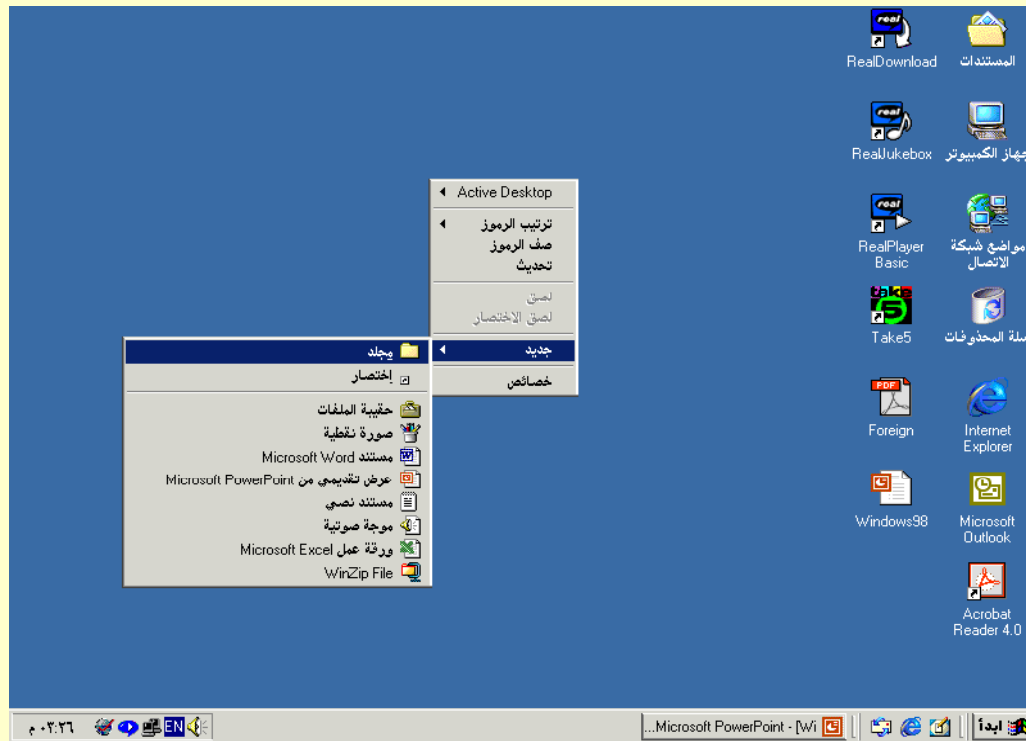 المستندات
RealDownload
جهاز الكمبيوتر
RealJukebox
مواضع شبكة
الاتصال
RealPlayer
Basic
سلة المحذوفات
Take5
Internet
Explorer
Foreign
Microsoft
Outlook
Windows98
Acrobat
Reader 4.0
Active Desktop
ترتيب الرموز
صف الرموز
تحديث
لصق
لصق الاختصار
جديد
خصائص
مجلد
إختصار
حقيبة الملفات
صورة نقطية
مستند Microsoft Word
عرض تقديمي من Microsoft PowerPoint
مستند نصي
موجة صوتية
ورقة عمل Microsoft Excel
WinZip File
ابدأ
Microsoft PowerPoint - [Wi...
EN
٠٣:٢٦ م